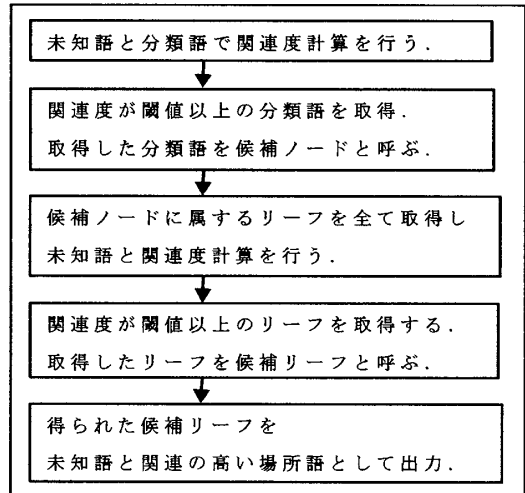 未知語と分類語で関連度計算を行う.
関連度が閾値以上の分類語を取得.
取得した分類語を候補ノードと呼ぶ.
候補ノードに属するリーフを全て取得し
未知語と関連度計算を行う.
関連度が閾値以上のリーフを取得する.
取得したリーフを候補リーフと呼ぶ.
得られた候補リーフを
未知語と関連の高い場所語として出力.